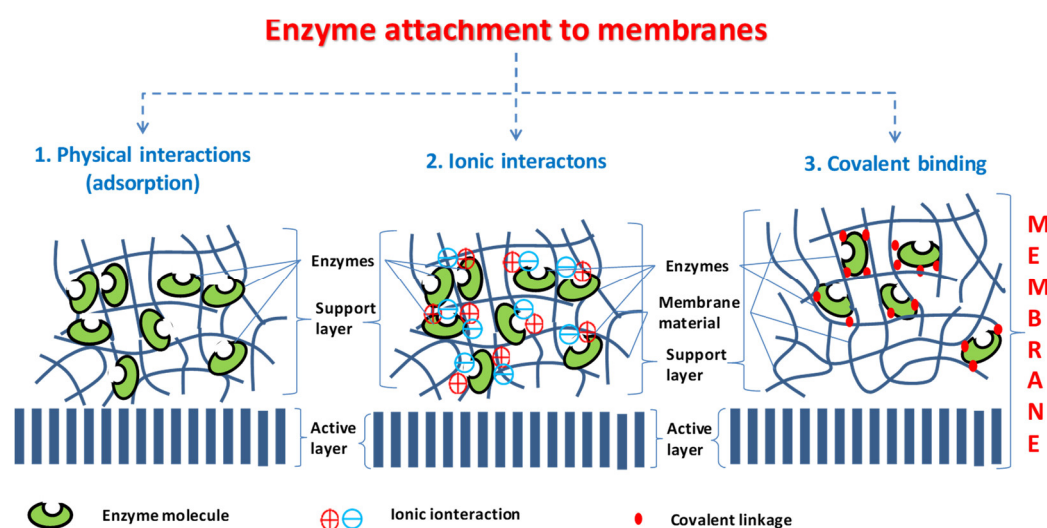 Enzyme attachment to membranes
1. Physical interactions
(adsorption)
2. Ionic interactons
3. Covalent binding
Enzymes
Support
layer
Active
layer
Enzymes
Membrane
material
Support
layer
Active
layer
M
E
M
B
R
A
N
E
Enzyme molecule
Ionic ionteraction
Covalent linkage